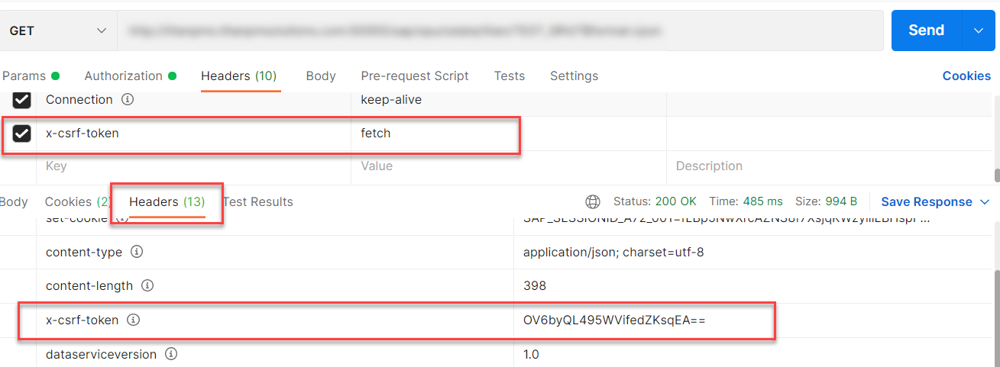 GET Send
Params Authorization Headers (10) Body Pre-request Script Tests Settings Cookies
Connection keep-alive
x-csrf-token fetch
Key Value Description
Body Cookies (2) Headers (13) Test Results Status: 200 OK Time: 485 ms Size: 994 B Save Response
set-cookie
content-type application/json; charset=utf-8
content-length 398
x-csrf-token OV6byQL495WVifedZKsqEA==
dataserviceversion 1.0